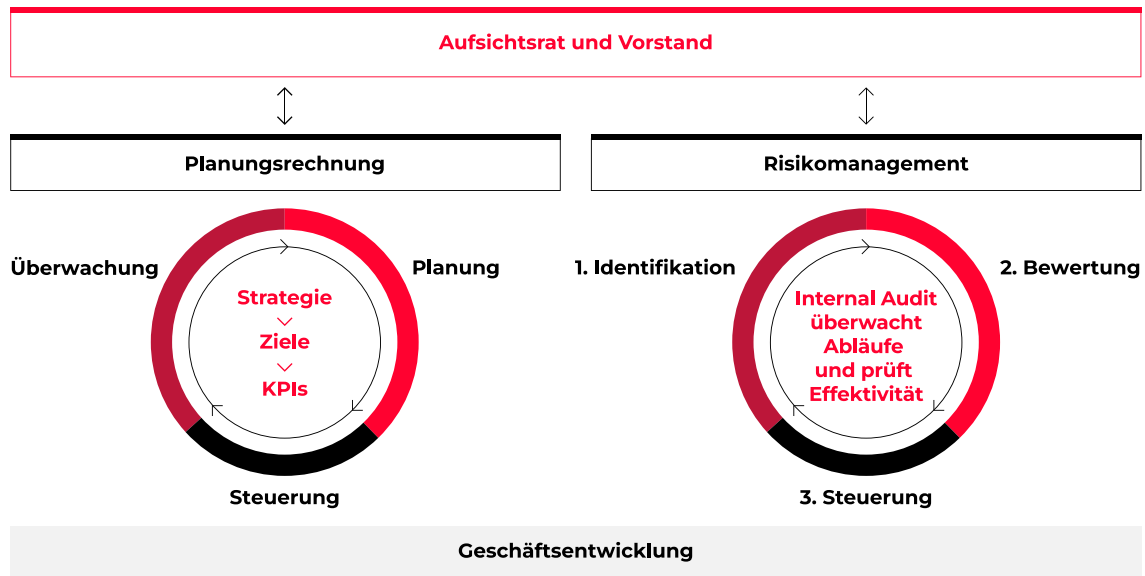 Aufsichtsrat und Vorstand
Planungsrechnung
Überwachung
Planung
Strategie
Ziele
KPIs
Steuerung
Risikomanagement
1. Identifikation
2. Bewertung
Internal Audit
überwacht
Abläufe
und prüft
Effektivität
3. Steuerung
Geschäftsentwicklung